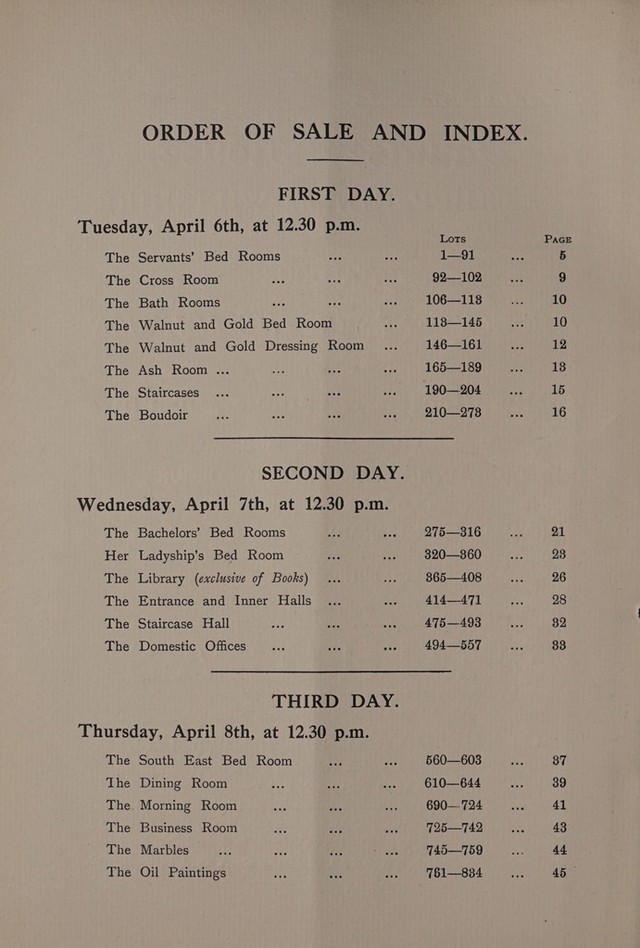 ORDER OF SALE AND INDEX.
FIRST DAY.
Tuesday, April 6th, at 12.30 p.m.
LOTS PAGE
The Servants' Bed Rooms ... ... 1—91 ... 5
The Cross Room ... ... ... 92—102 ... 9
The Bath Rooms ... ... ... 106—113 ... 10
The Walnut and Gold Bed Room ... 113—145 ... 10
The Walnut and Gold Dressing Room ... 146—161 ... 12
The Ash Room ... ... ... ... 165—189 ... 13
The Staircases ... ... ... ... 190—204 ... 15
The Boudoir ... ... ... ... 210—273 ... 16
SECOND DAY.
Wednesday, April 7th, at 12.30 p.m.
The Bachelors' Bed Rooms ... ... 275—316 ... 21
Her Ladyship's Bed Room ... ... 320—360 ... 23
The Library (exclusive of Books) ... ... 365—408 ... 26
The Entrance and Inner Halls ... ... 414—471 ... 28
The Staircase Hall ... ... ... 475—493 ... 32
The Domestic Offices ... ... ... 494—557 ... 33
THIRD DAY.
Thursday, April 8th, at 12.30 p.m.
The South East Bed Room ... ... 560—603 ... 37
The Dining Room ... ... ... 610—644 ... 39
The Morning Room ... ... ... 690—724 ... 41
The Business Room ... ... ... 725—742 ... 43
The Marbles ... ... ... ... 745—759 ... 44
The Oil Paintings ... ... ... 761—834 ... 45